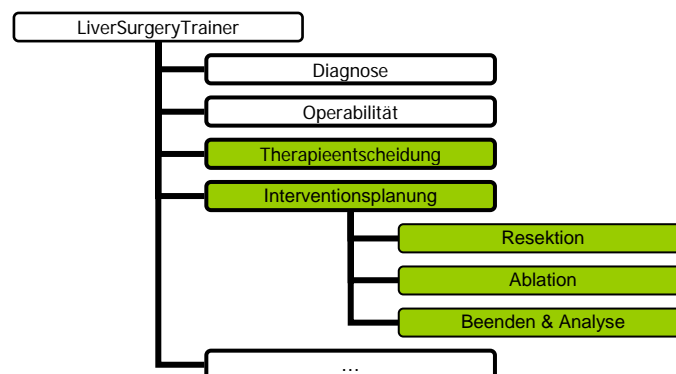 LiverSurgeryTrainer
Diagnose
Operabilität
Therapieentscheidung
Interventionsplanung
Resektion
Ablation
Beenden & Analyse
...